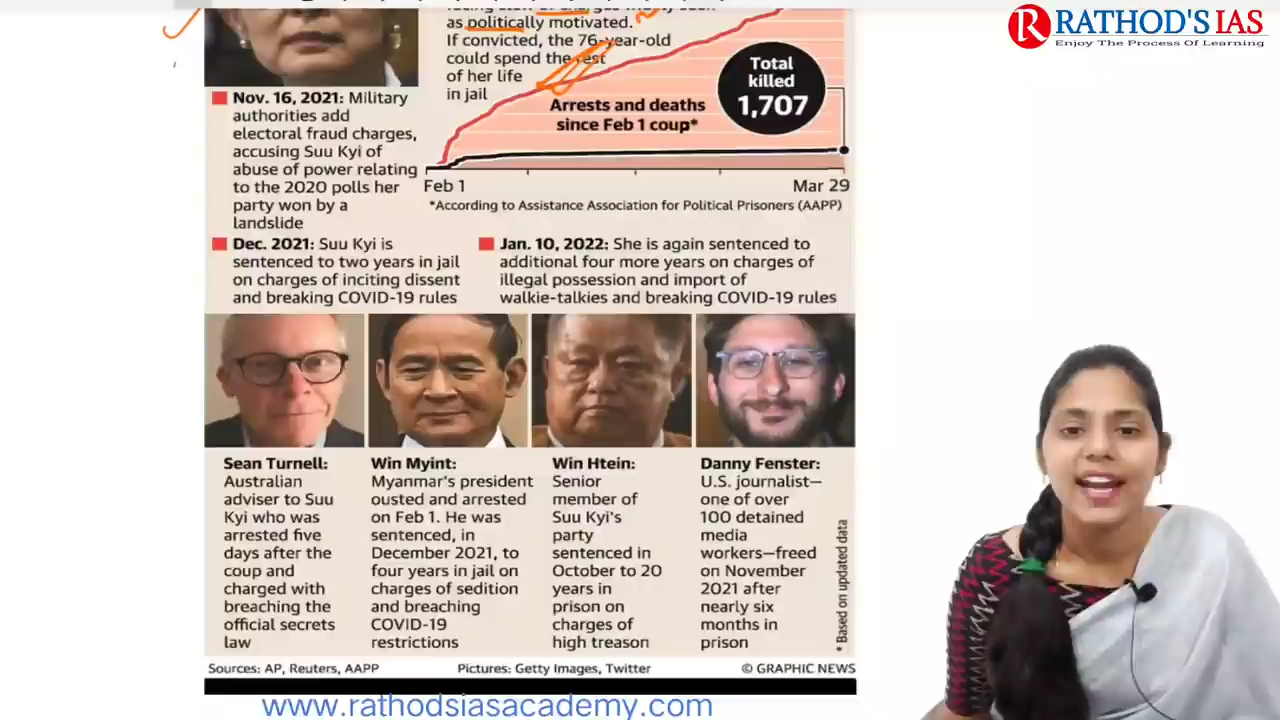 RATHOD'S IAS
Enjoy The Process Of Learning
as politically motivated.
If convicted, the 76-year-old
could spend the rest
of her life
in jail
Total
killed
1,707
Arrests and deaths
since Feb 1 coup*
Feb 1
Mar 29
*According to Assistance Association for Political Prisoners (AAPP)
Nov. 16, 2021: Military
authorities add
electoral fraud charges,
accusing Suu Kyi of
abuse of power relating
to the 2020 polls her
party won by a
landslide
Dec. 2021: Suu Kyi is
sentenced to two years in jail
on charges of inciting dissent
and breaking COVID-19 rules
Jan. 10, 2022: She is again sentenced to
additional four more years on charges of
illegal possession and import of
walkie-talkies and breaking COVID-19 rules
Sean Turnell:
Australian
adviser to Suu
Kyi who was
arrested five
days after the
coup and
charged with
breaching the
official secrets
law
Win Myint:
Myanmar's president
ousted and arrested
on Feb 1. He was
sentenced, in
December 2021, to
four years in jail on
charges of sedition
and breaching
COVID-19
restrictions
Win Htein:
Senior
member of
Suu Kyi's
party
sentenced in
October to 20
years in
prison on
charges of
high treason
Danny Fenster:
U.S. journalist—
one of over
100 detained
media
workers—freed
on November
2021 after
nearly six
months in
prison
* Based on updated data
Sources: AP, Reuters, AAPP
Pictures: Getty Images, Twitter
© GRAPHIC NEWS
www.rathodsiasacademy.com